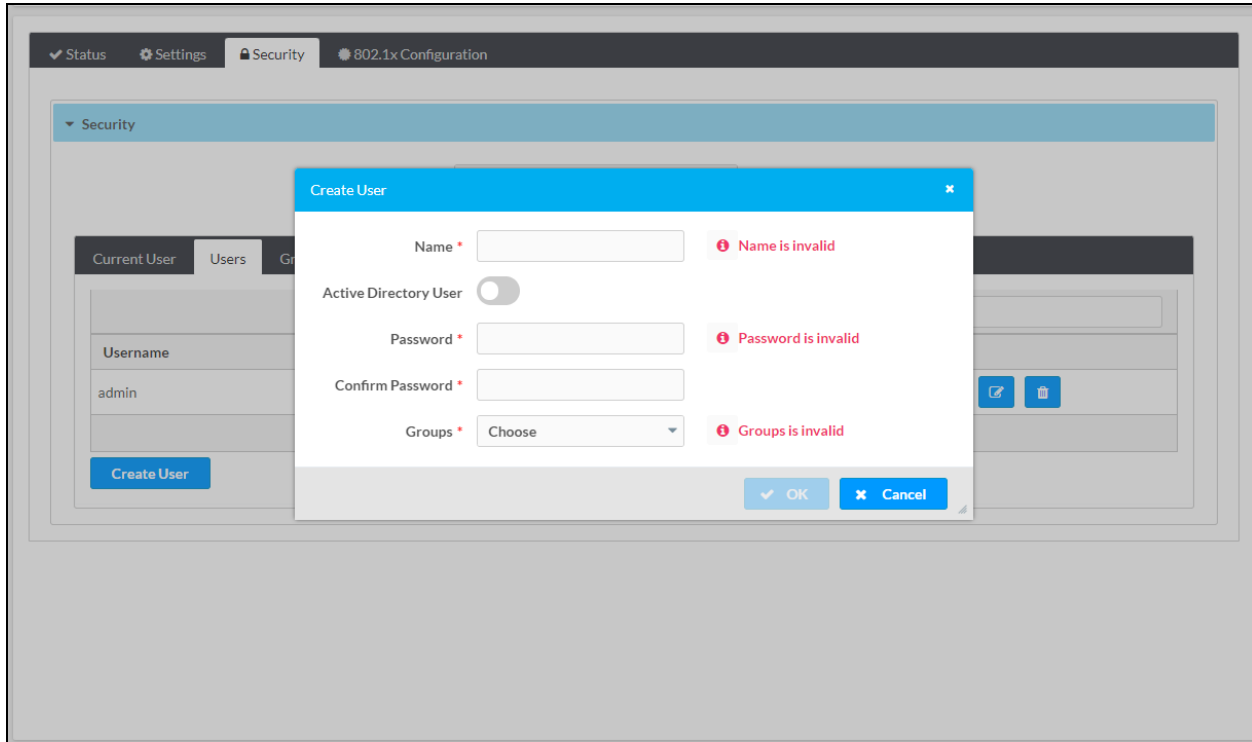 Status Settings Security 802.1x Configuration
Security
Create User
Name *
Name is invalid
Current User Users Gr
Active Directory User
Password *
Password is invalid
Username
Confirm Password *
admin
Groups * Choose
Groups is invalid
Create User
OK Cancel